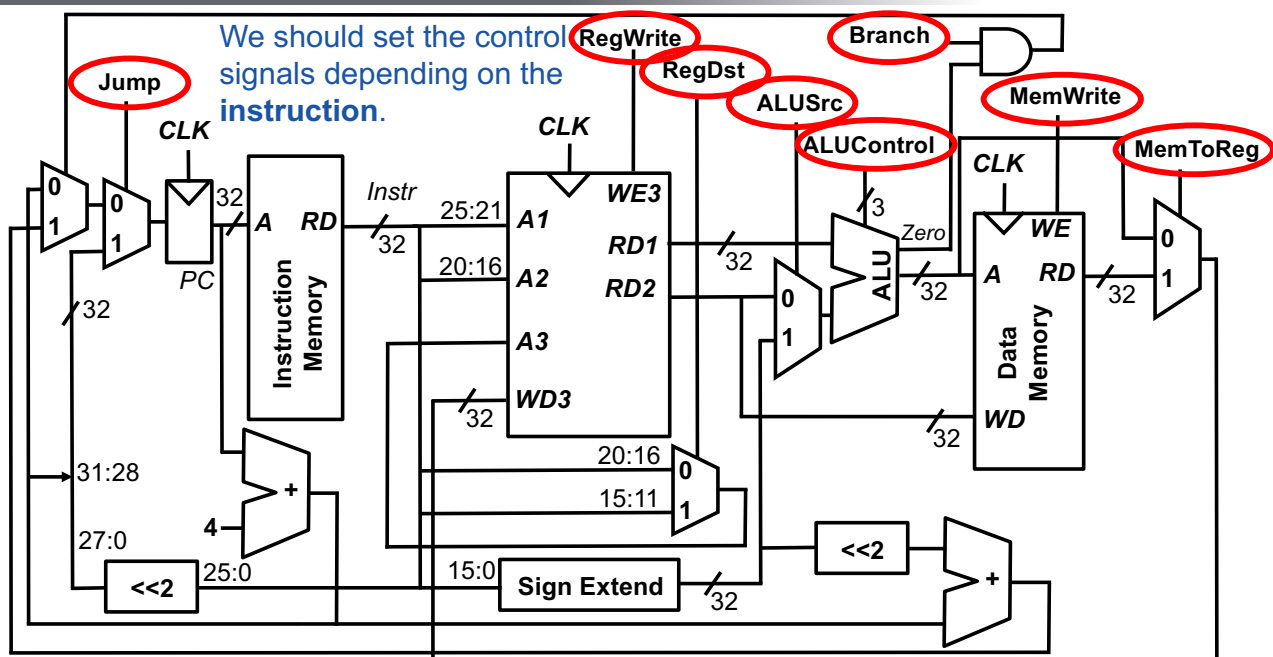 We should set the control
signals depending on the
instruction.
RegWrite
Branch
RegDst
Jump
ALUSrc
MemWrite
CLK
CLK
ALUControl
CLK
MemToReg
0
1
0
1
32
A
RD
Instr
32
25:21
A1
WE3
3
Zero
WE
0
1
PC
Instruction
Memory
20:16
A2
RD1
32
RD2
0
1
ALU
32
A
RD
32
32
A3
Data
Memory
32
WD3
32
WD
31:28
+
4
20:16
0
15:11
1
27:0
<<2
25:0
15:0
Sign Extend
32
<<2
+